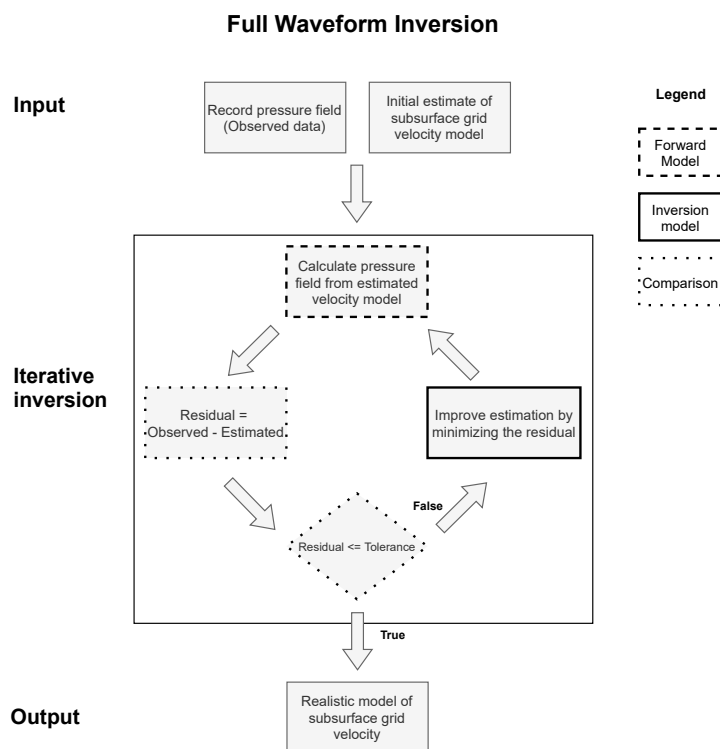 Full Waveform Inversion
Input
Record pressure field
(Observed data)
Initial estimate of
subsurface grid
velocity model
Legend
Forward
Model
Inversion
model
Comparison
Calculate pressure
field from estimated
velocity model
Iterative
inversion
Residual =
Observed - Estimated
Improve estimation by
minimizing the residual
False
Residual <= Tolerance
True
Output
Realistic model of
subsurface grid
velocity